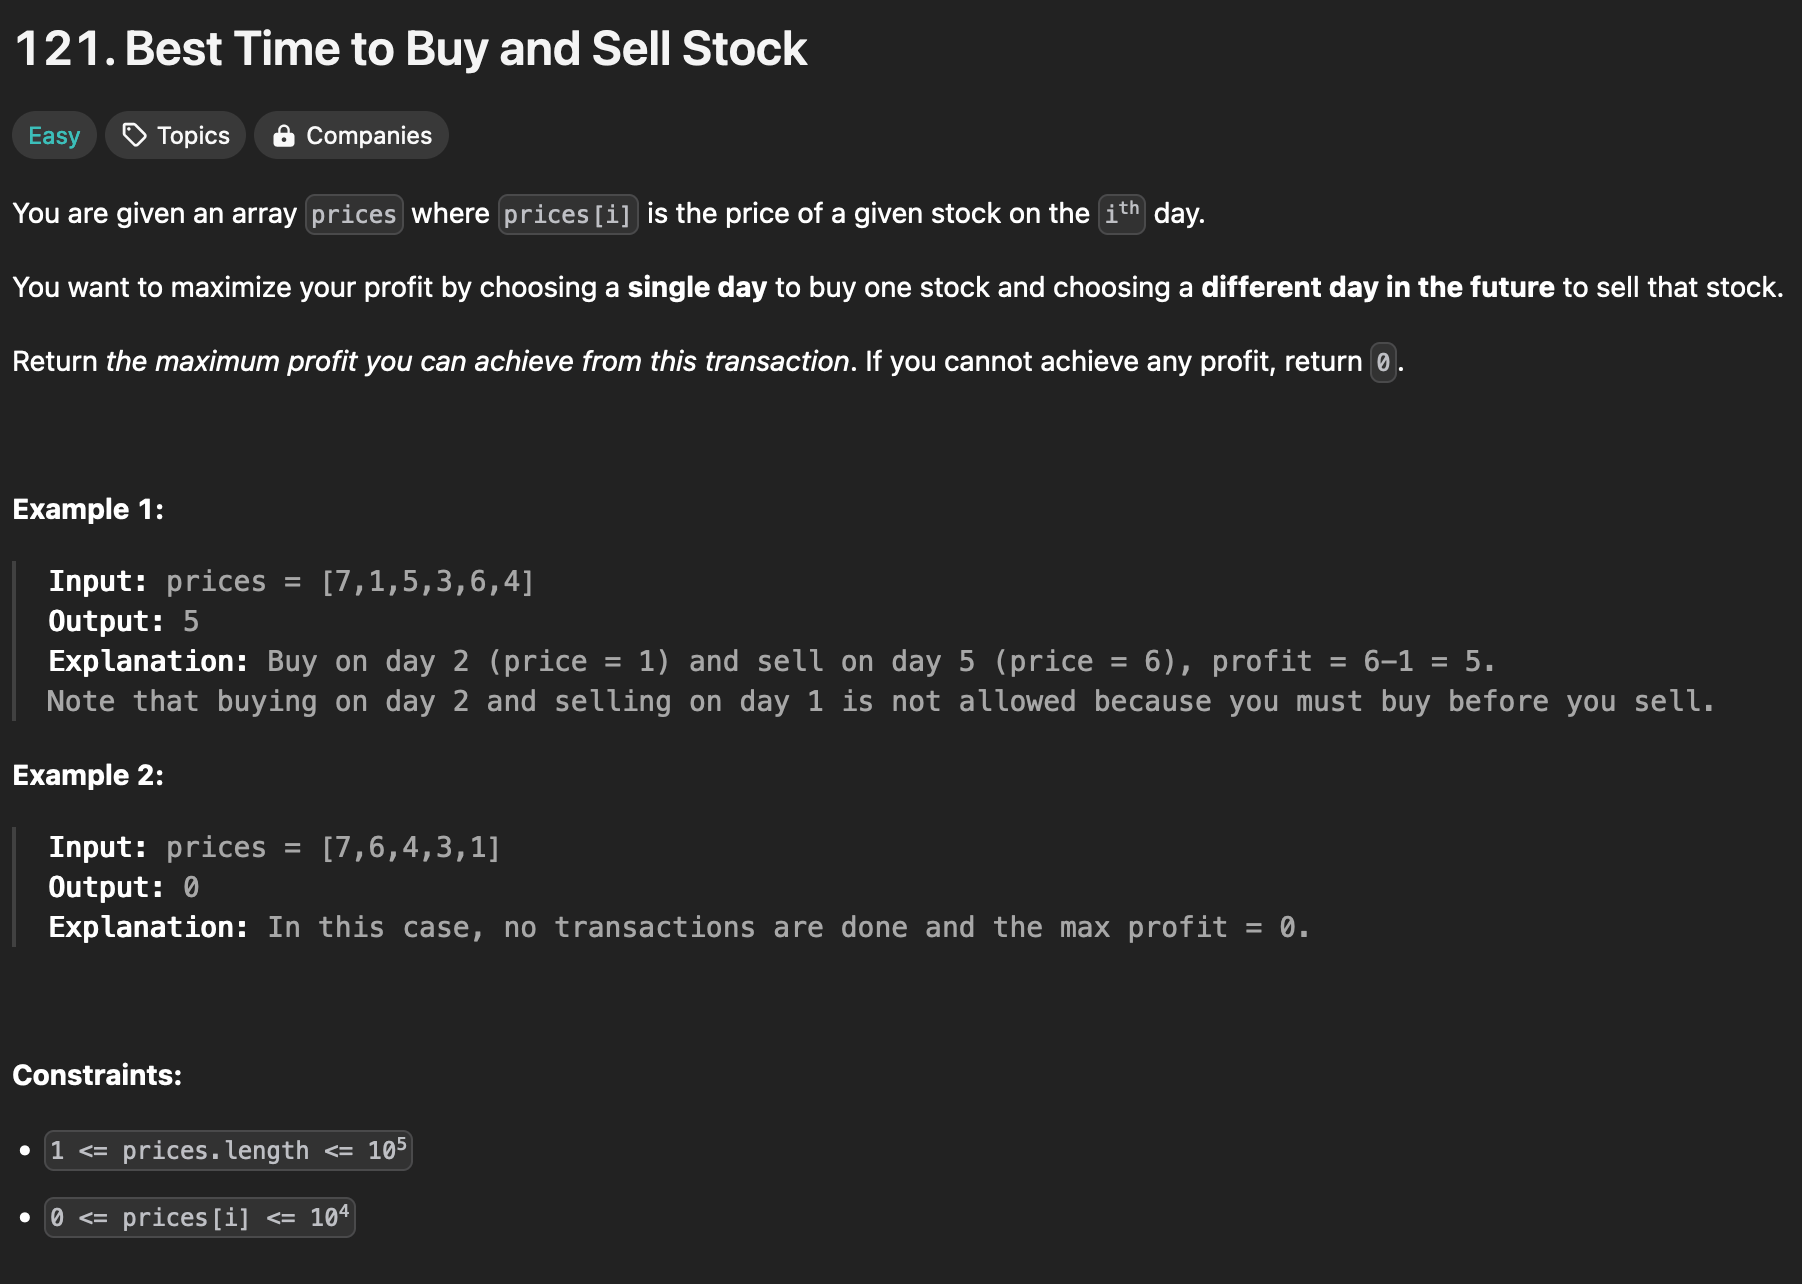 121. Best Time to Buy and Sell Stock
Easy Topics Companies
You are given an array prices where prices[i] is the price of a given stock on the iᵗʰ day.
You want to maximize your profit by choosing a single day to buy one stock and choosing a different day in the future to sell that stock.
Return the maximum profit you can achieve from this transaction. If you cannot achieve any profit, return 0.
Example 1:
Input: prices = [7,1,5,3,6,4]
Output: 5
Explanation: Buy on day 2 (price = 1) and sell on day 5 (price = 6), profit = 6-1 = 5.
Note that buying on day 2 and selling on day 1 is not allowed because you must buy before you sell.
Example 2:
Input: prices = [7,6,4,3,1]
Output: 0
Explanation: In this case, no transactions are done and the max profit = 0.
Constraints:
• 1 <= prices.length <= 10⁵
• 0 <= prices[i] <= 10⁴